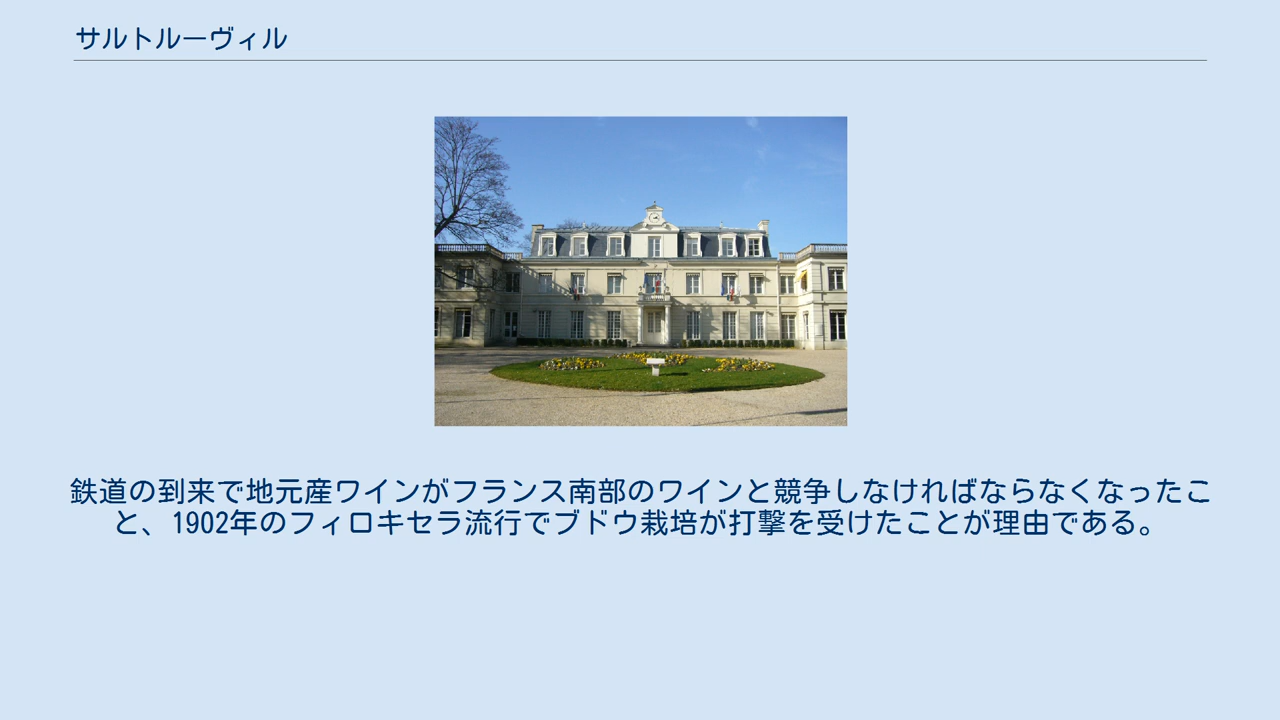 サルトルーヴィル
鉄道の到来で地元産ワインがフランス南部のワインと競争しなければならなくなったこ
と、1902年のフィロキセラ流行でブドウ栽培が打撃を受けたことが理由である。